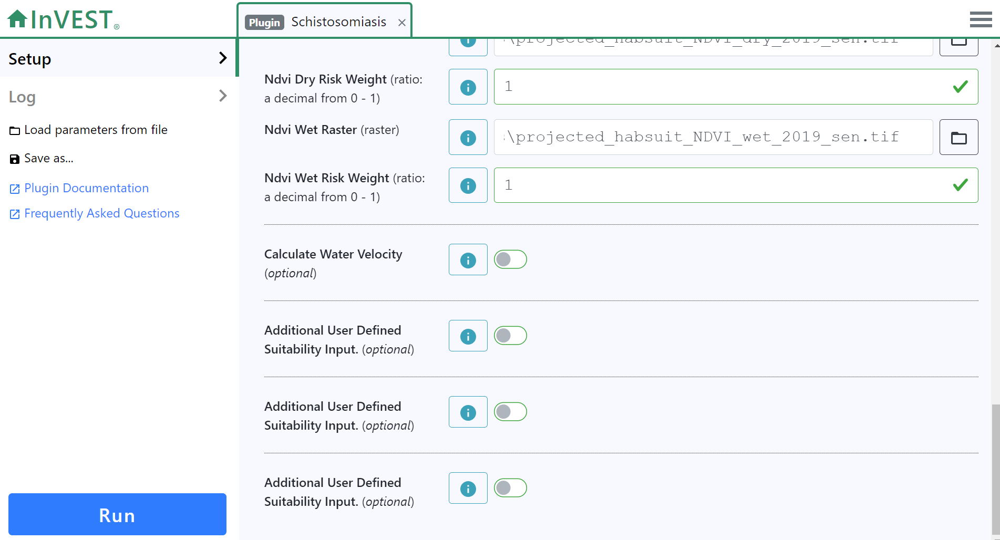 InVEST®
Plugin Schistosomiasis
Setup
Log
Load parameters from file
Save as...
Plugin Documentation
Frequently Asked Questions
Run
\projected_habsuit_NDVI_dry_2019_sen.tif
Ndvi Dry Risk Weight (ratio:
a decimal from 0 - 1)
1
Ndvi Wet Raster (raster)
\projected_habsuit_NDVI_wet_2019_sen.tif
Ndvi Wet Risk Weight (ratio:
a decimal from 0 - 1)
1
Calculate Water Velocity
(optional)
Additional User Defined
Suitability Input. (optional)
Additional User Defined
Suitability Input. (optional)
Additional User Defined
Suitability Input. (optional)